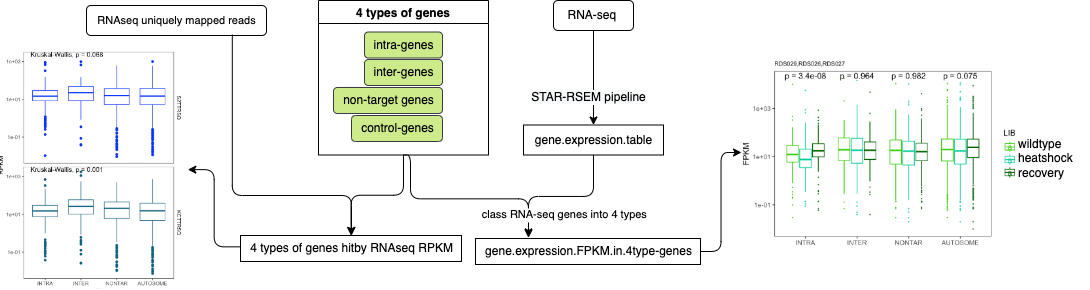 RNAseq uniquely mapped reads
4 types of genes
intra-genes
inter-genes
non-target genes
control-genes
RNA-seq
STAR-RSEM pipeline
gene.expression.table
class RNA-seq genes into 4 types
4 types of genes hitby RNAseq RPKM
gene.expression.FPKM.in.4type-genes
Kruskal-Wallis, p = 0.068
1e+03
1e+01
1e-01
Kruskal-Wallis, p = 0.001
1e+03
1e+01
1e-01
RPKM
INTRA INTER NONTAR AUTOSOME
RDS029,RDS026,RDS027
p = 3.4e-08 p = 0.964 p = 0.982 p = 0.075
1e+03
1e+01
1e-01
FPKM
INTRA INTER NONTAR AUTOSOME
LIB
wildtype
heatshock
recovery